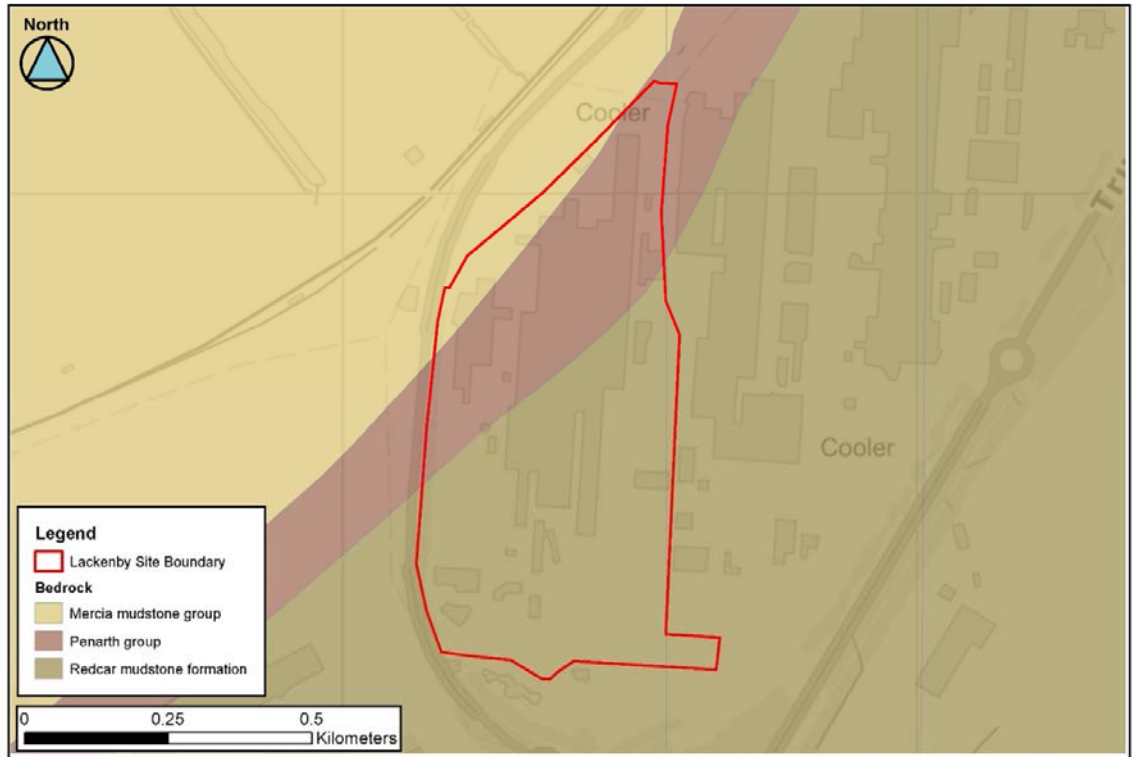 North
Cooler
Tru
Cooler
Legend
Lackenby Site Boundary
Bedrock
Mercia mudstone group
Penarth group
Redcar mudstone formation
0 0.25 0.5
Kilometers